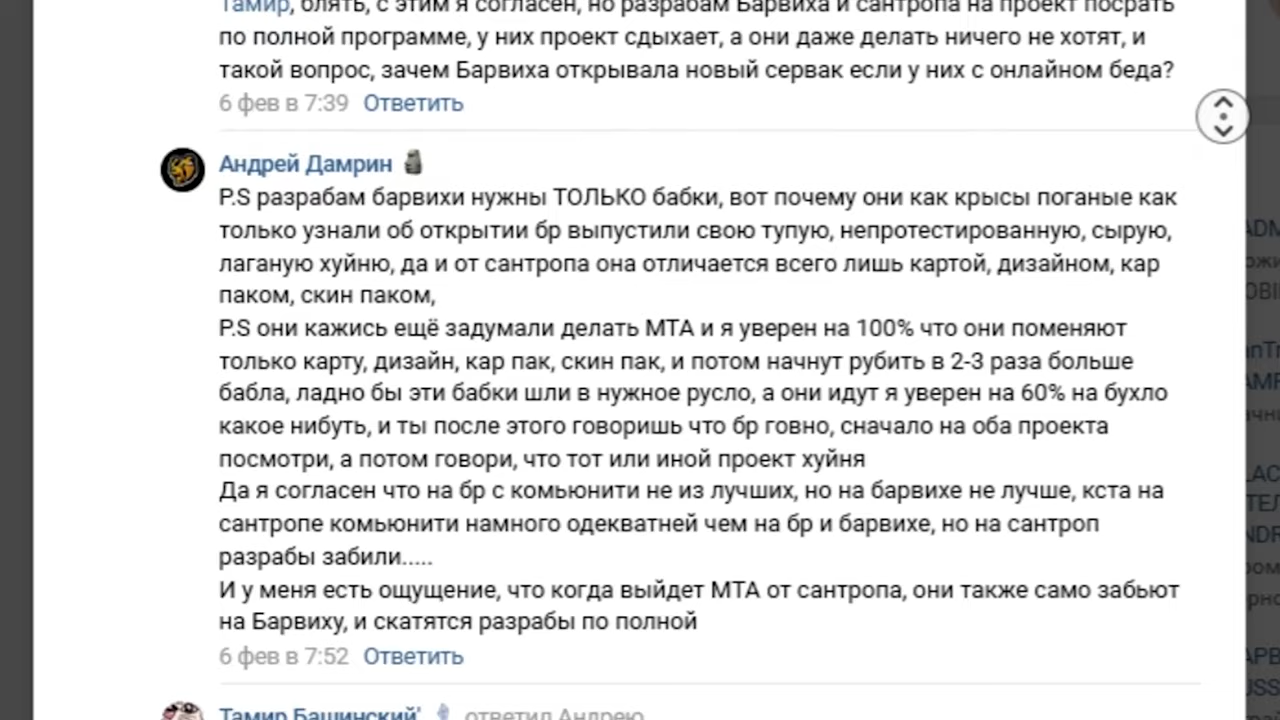 Тамир, блять, с этим я согласен, но разрабам Барвиха и сантропа на проект посрать
по полной программе, у них проект сдыхает, а они даже делать ничего не хотят, и
такой вопрос, зачем Барвиха открывала новый сервак если у них с онлайном беда?
6 фев в 7:39 Ответить
Андрей Дамрин
P.S разрабам барвихи нужны ТОЛЬКО бабки, вот почему они как крысы поганые как
только узнали об открытии бр выпустили свою тупую, непротестированную, сырую,
лаганую хуйню, да и от сантропа она отличается всего лишь картой, дизайном, кар
паком, скин паком,
P.S они кажись ещё задумали делать МТА и я уверен на 100% что они поменяют
только карту, дизайн, кар пак, скин пак, и потом начнут рубить в 2-3 раза больше
бабла, ладно бы эти бабки шли в нужное русло, а они идут я уверен на 60% на бухло
какое нибуть, и ты после этого говоришь что бр говно, сначало на оба проекта
посмотри, а потом говори, что тот или иной проект хуйня
Да я согласен что на бр с комьюнити не из лучших, но на барвихе не лучше, кста на
сантропе комьюнити намного одекватней чем на бр и барвихе, но на сантроп
разрабы забили.....
И у меня есть ощущение, что когда выйдет МТА от сантропа, они также само забьют
на Барвиху, и скатятся разрабы по полной
6 фев в 7:52 Ответить
Тамир Башинский' ответил Андрею